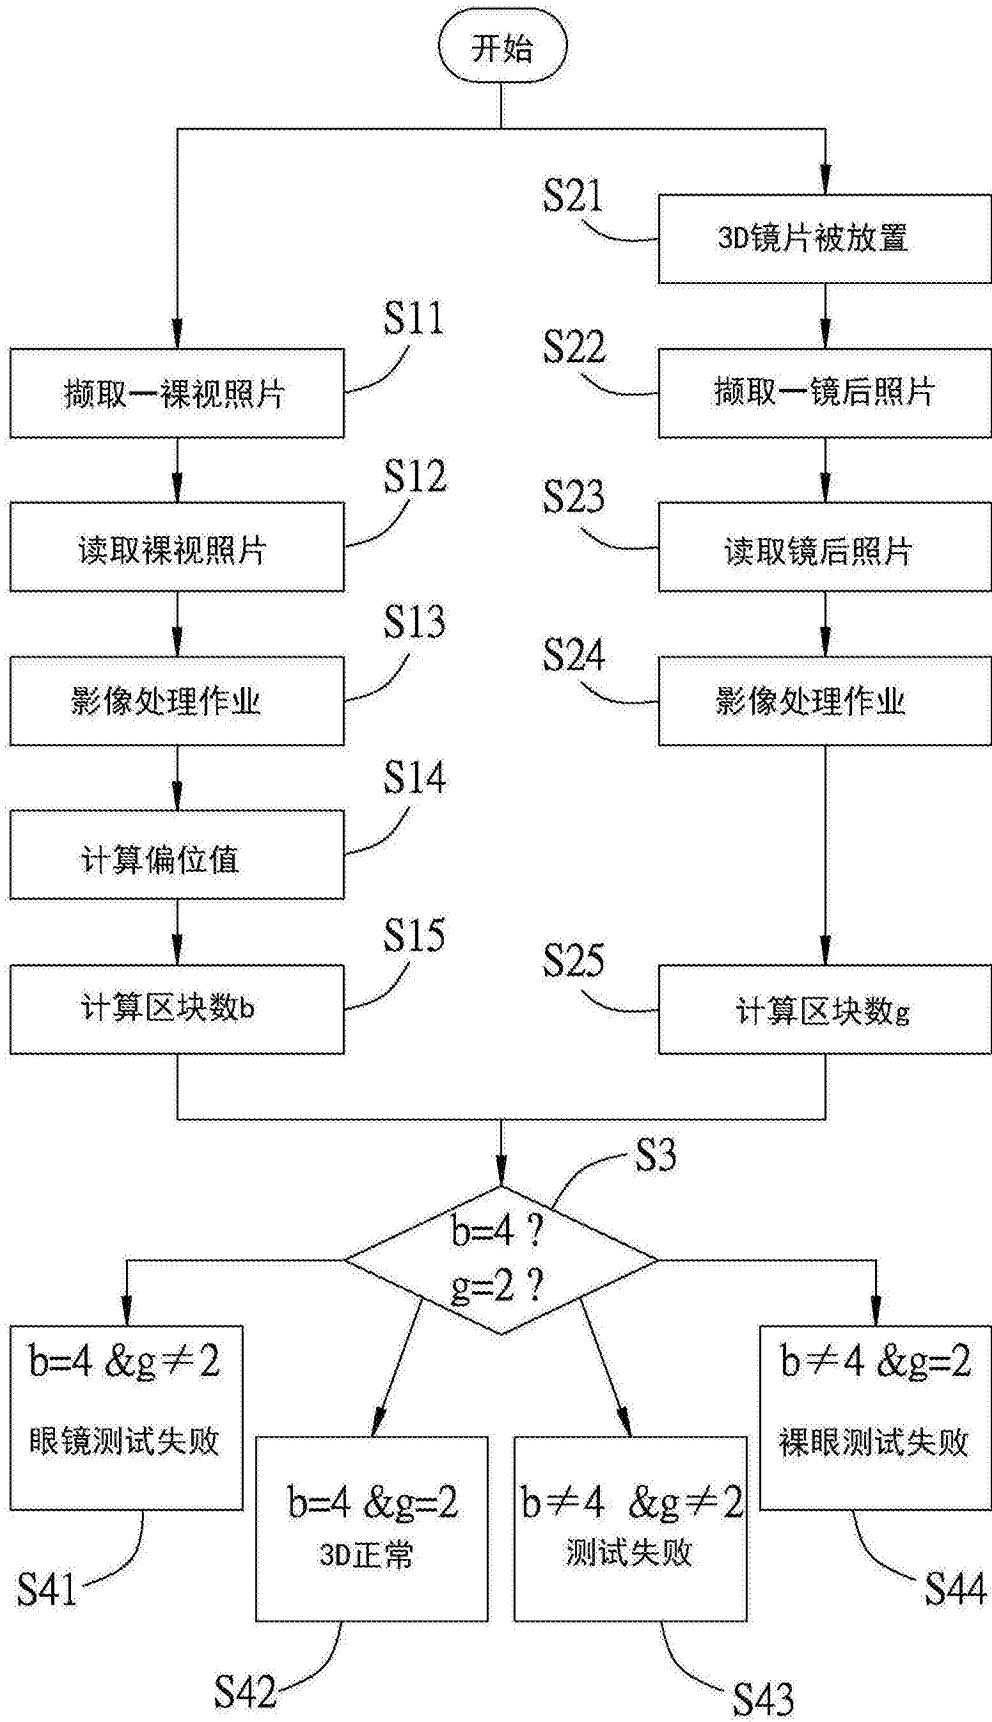 开始
S21
3D镜片被放置
S11
撷取一裸视照片
S22
撷取一镜后照片
S12
读取裸视照片
S23
读取镜后照片
S13
影像处理作业
S24
影像处理作业
S14
计算偏位值
S15
计算区块数b
S25
计算区块数g
S3
b=4？
g=2？
b=4 &g≠2
眼镜测试失败
b≠4 &g=2
裸眼测试失败
b=4 &g=2
3D正常
b≠4 &g≠2
测试失败
S41
S44
S42
S43